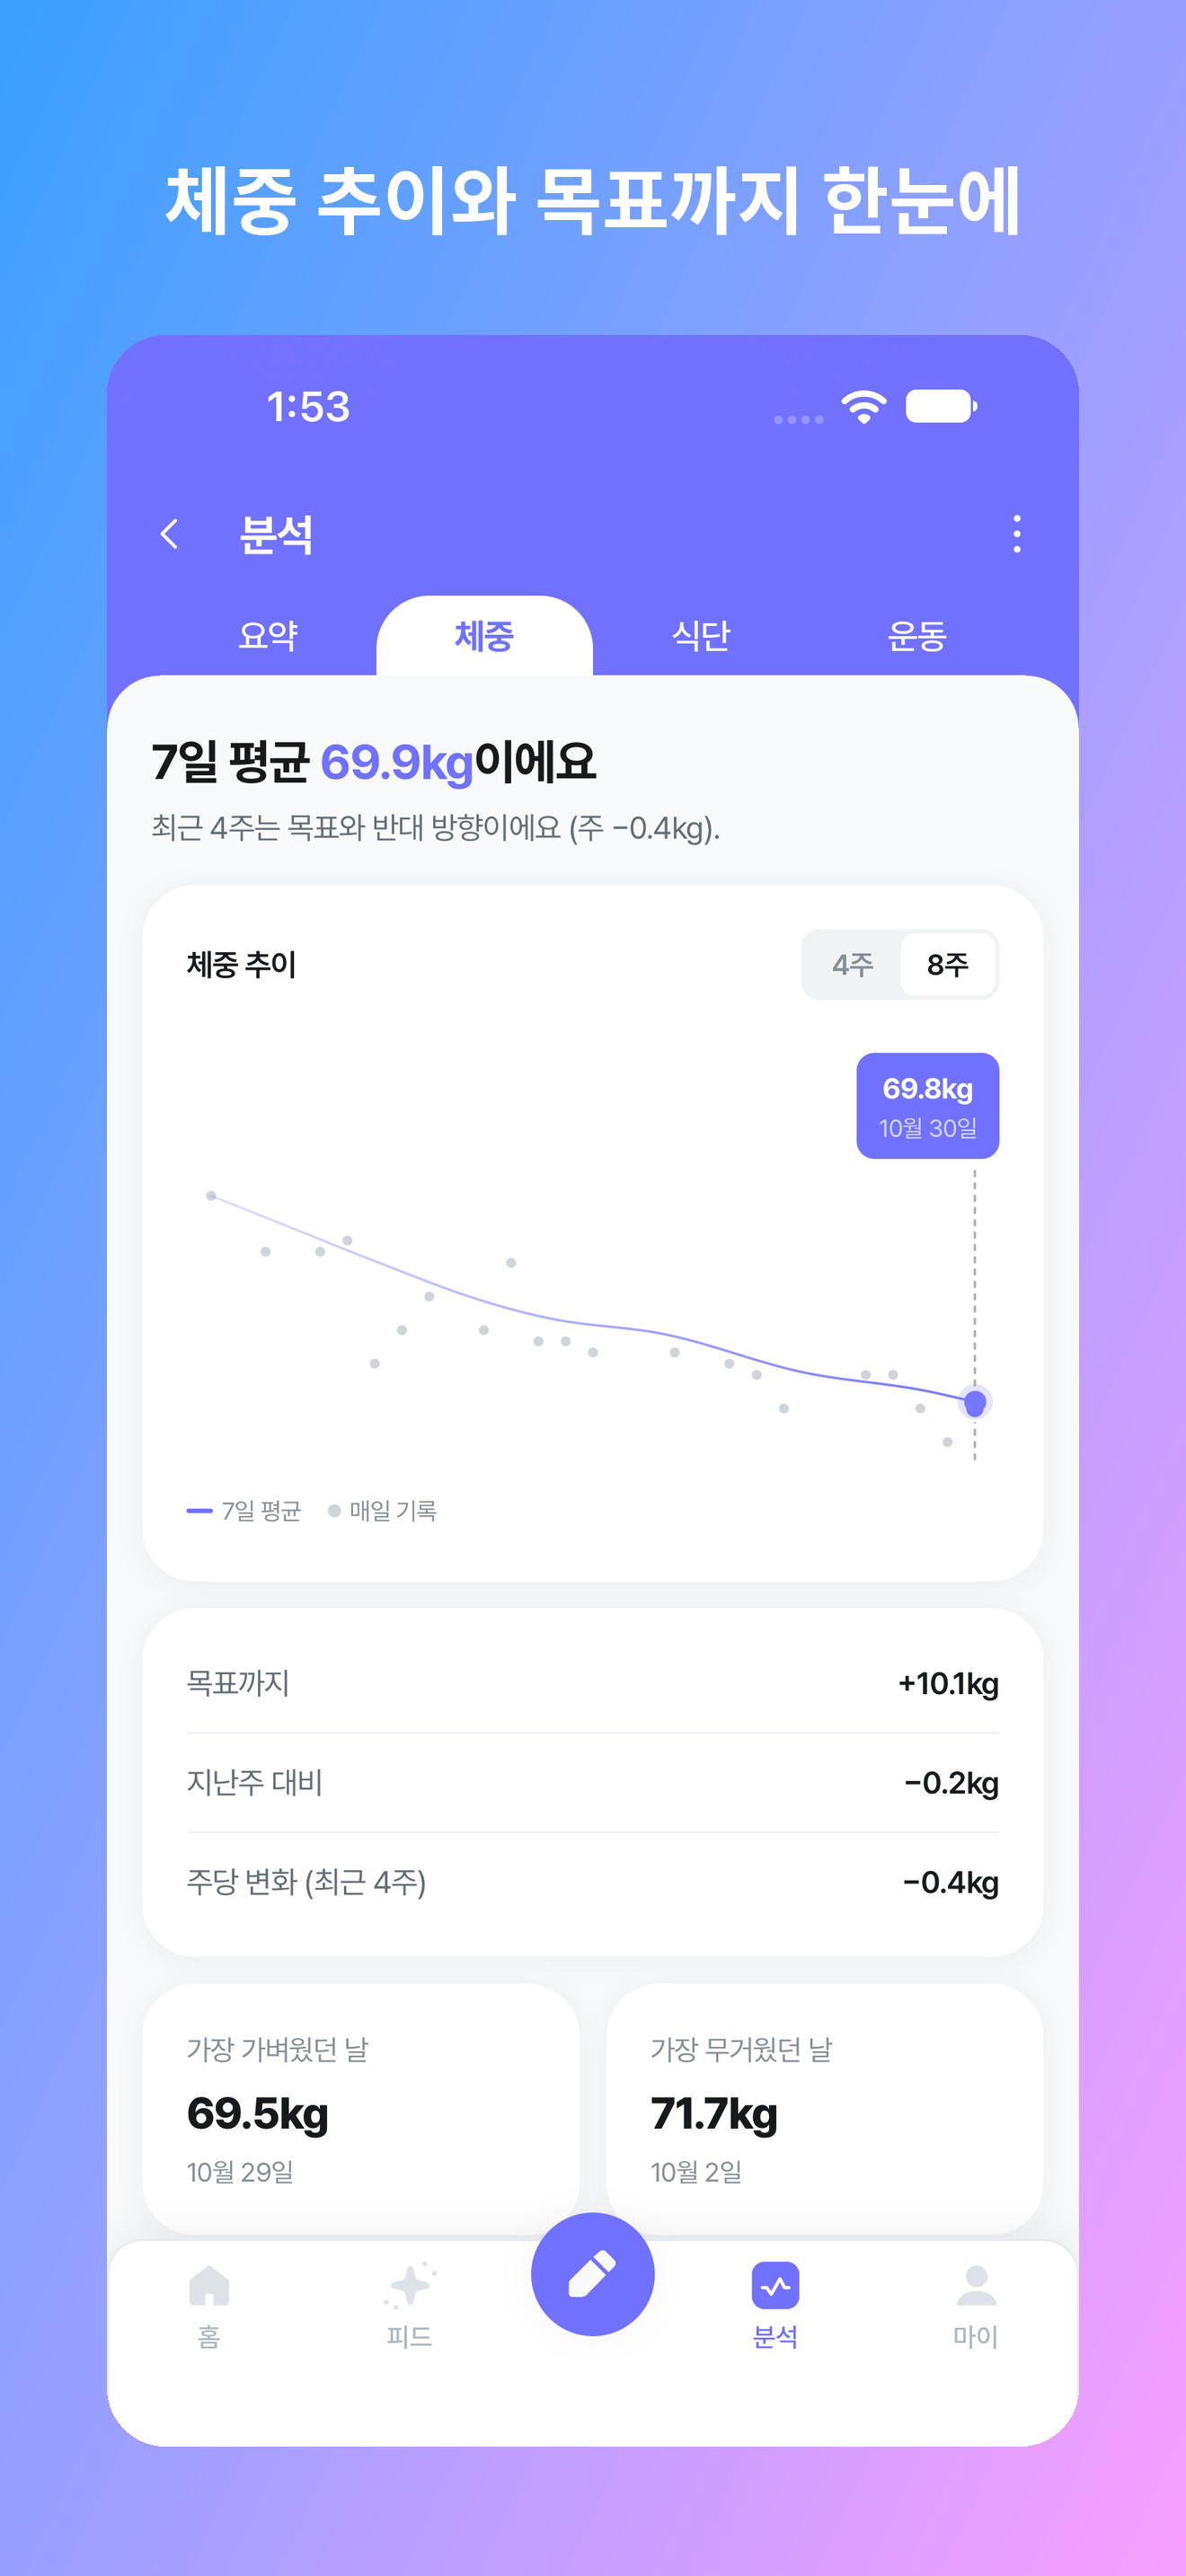 체중 추이와 목표까지 한눈에
1:53
분석
요약 체중 식단 운동
7일 평균 69.9kg이에요
최근 4주는 목표와 반대 방향이에요 (주 −0.4kg).
체중 추이
4주 8주
69.8kg
10월 30일
7일 평균 매일 기록
목표까지 +10.1kg
지난주 대비 −0.2kg
주당 변화 (최근 4주) −0.4kg
가장 가벼웠던 날 가장 무거웠던 날
69.5kg 71.7kg
10월 29일 10월 2일
홈 피드 분석 마이